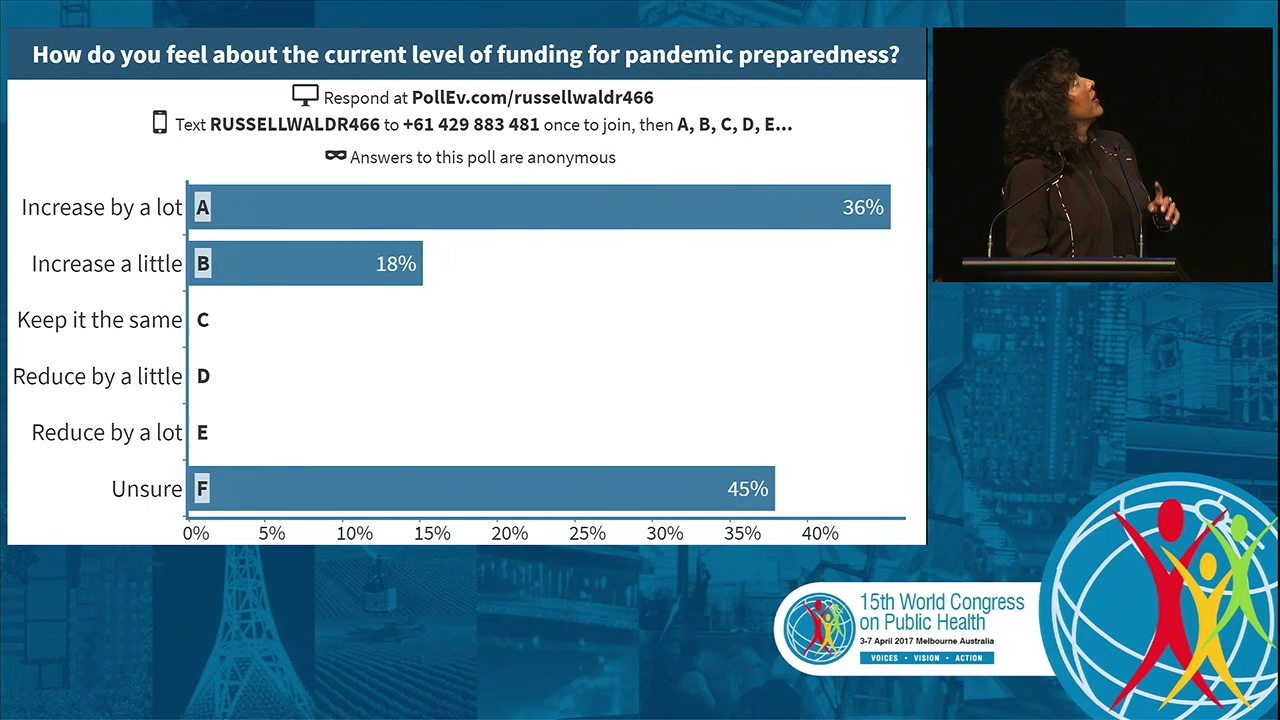 How do you feel about the current level of funding for pandemic preparedness?
Respond at PollEv.com/russellwaldr466
Text RUSSELLWALDR466 to +61 429 883 481 once to join, then A, B, C, D, E...
Answers to this poll are anonymous
Increase by a lot A 36%
Increase a little B 18%
Keep it the same C
Reduce by a little D
Reduce by a lot E
Unsure F 45%
0% 5% 10% 15% 20% 25% 30% 35% 40%
15th World Congress
on Public Health
3-7 April 2017 Melbourne Australia
VOICES • VISION • ACTION